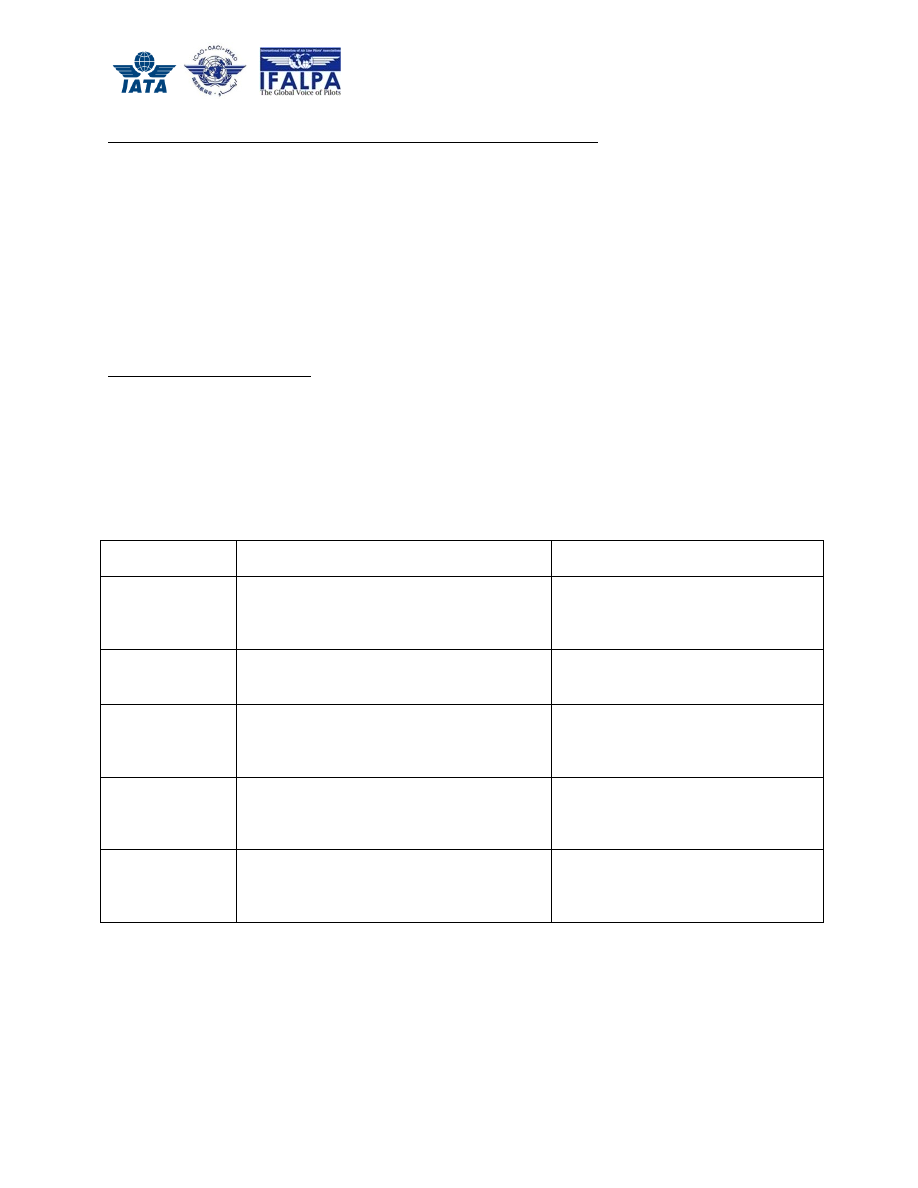 International Federation of Air Line Pilots' Associations
IATA
ICAO · OACI · ИКАО
IFALPA
The Global Voice of Pilots